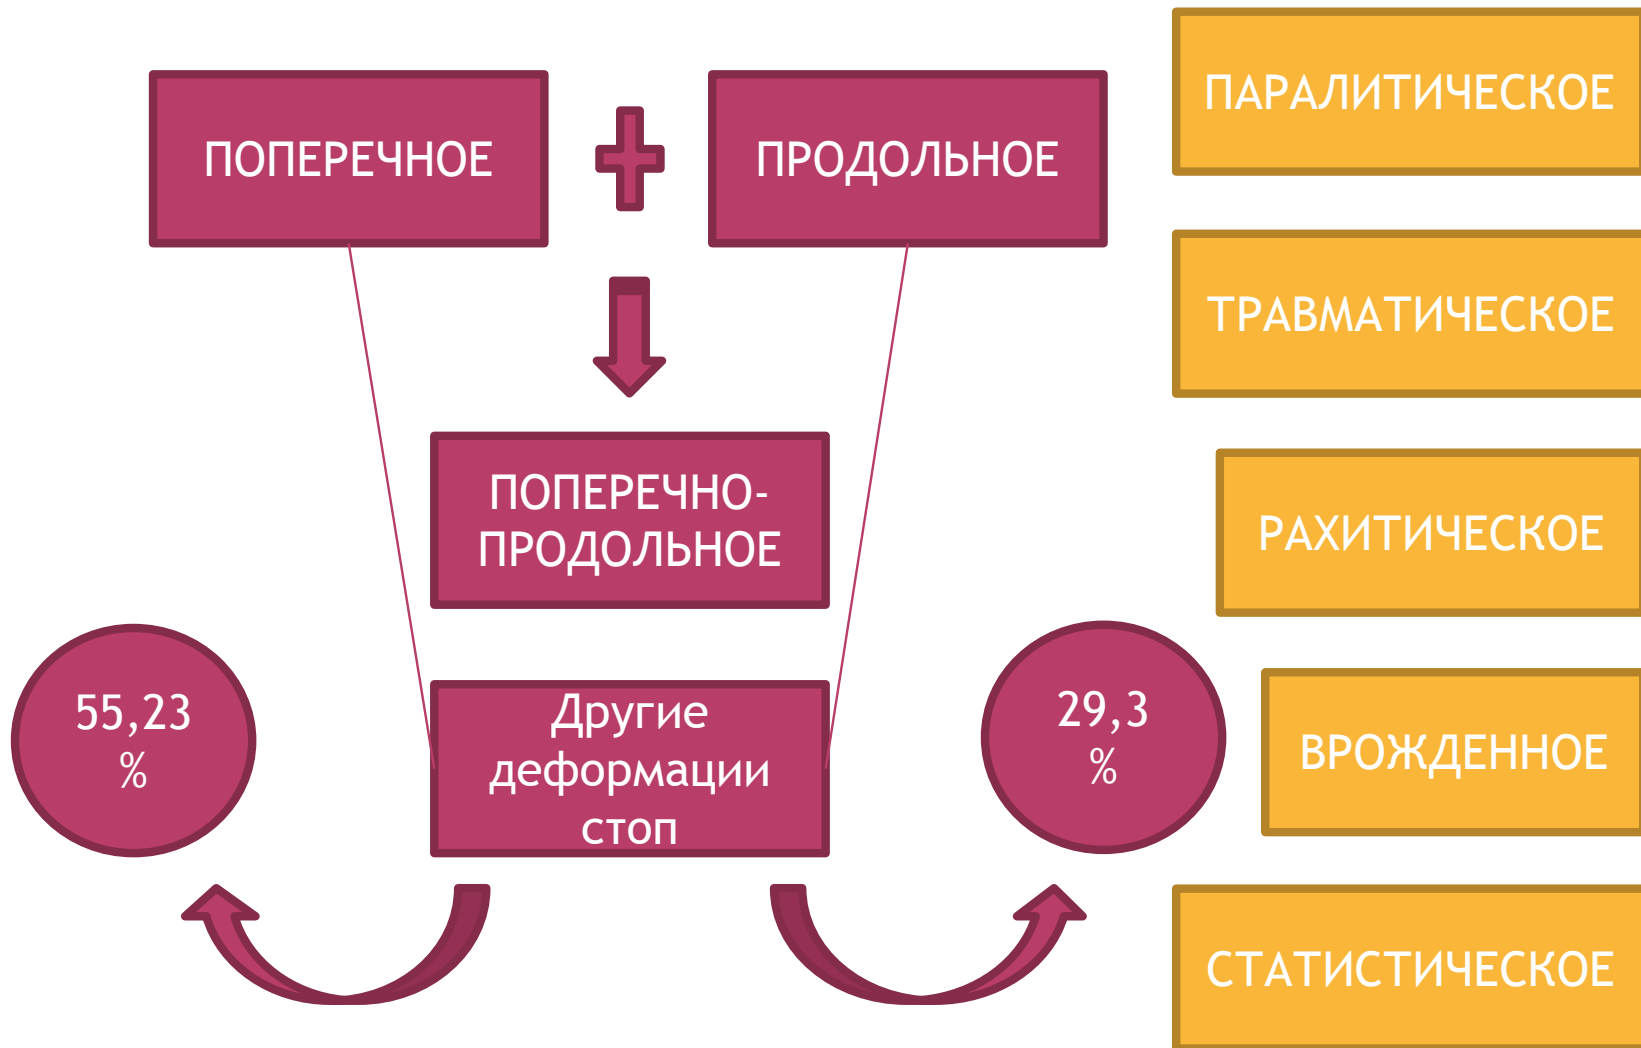 ПОПЕРЕЧНОЕ
ПРОДОЛЬНОЕ
ПОПЕРЕЧНО-
ПРОДОЛЬНОЕ
55,23
%
Другие
деформации
стоп
29,3
%
ПАРАЛИТИЧЕСКОЕ
ТРАВМАТИЧЕСКОЕ
РАХИТИЧЕСКОЕ
ВРОЖДЕННОЕ
СТАТИСТИЧЕСКОЕ